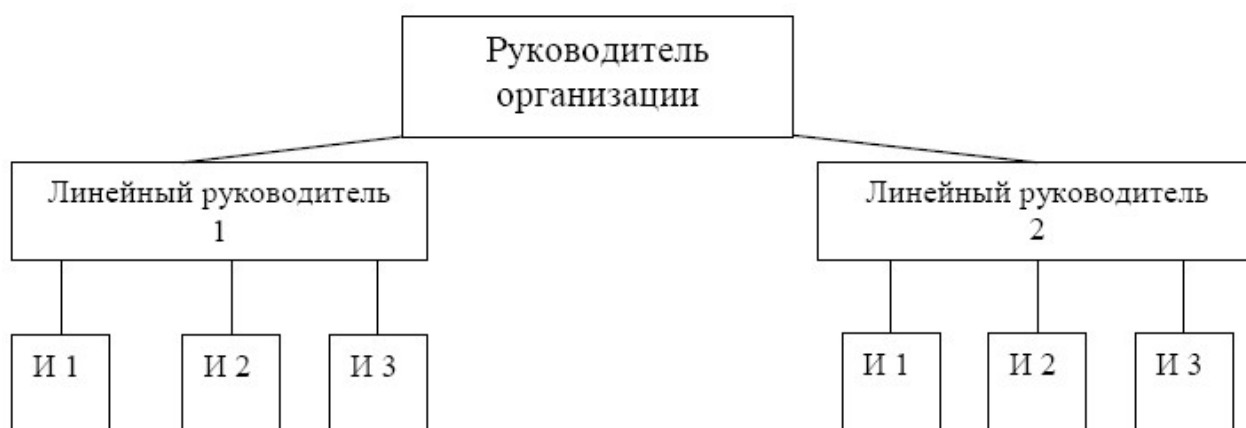 Руководитель
организации
Линейный руководитель
1
Линейный руководитель
2
И 1
И 2
И 3
И 1
И 2
И 3